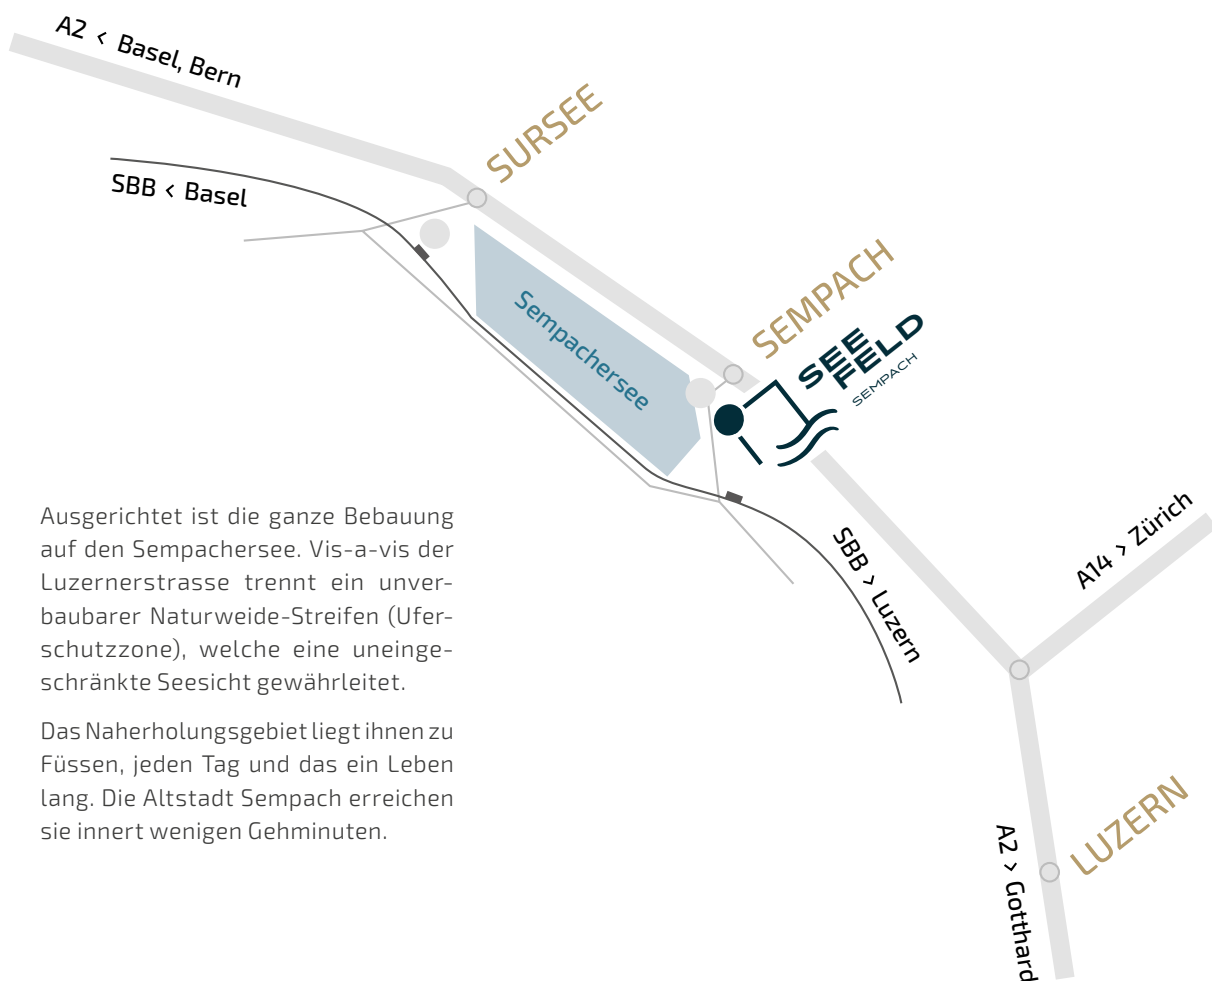 A2 < Basel, Bern
SURSEE
SBB < Basel
SEMPACH
Sempachersee
SEE
FELD
SEMPACH
Ausgerichtet ist die ganze Bebauung
auf den Sempachersee. Vis-a-vis der
Luzernerstrasse trennt ein unver-
baubarer Naturweide-Streifen (Ufer-
schutzzone), welche eine uneinge-
schränkte Seesicht gewährleitet.
Das Naherholungsgebiet liegt ihnen zu
Füssen, jeden Tag und das ein Leben
lang. Die Altstadt Sempach erreichen
sie innert wenigen Gehminuten.
SBB > Luzern
A14 > Zürich
LUZERN
A2 > Gotthard